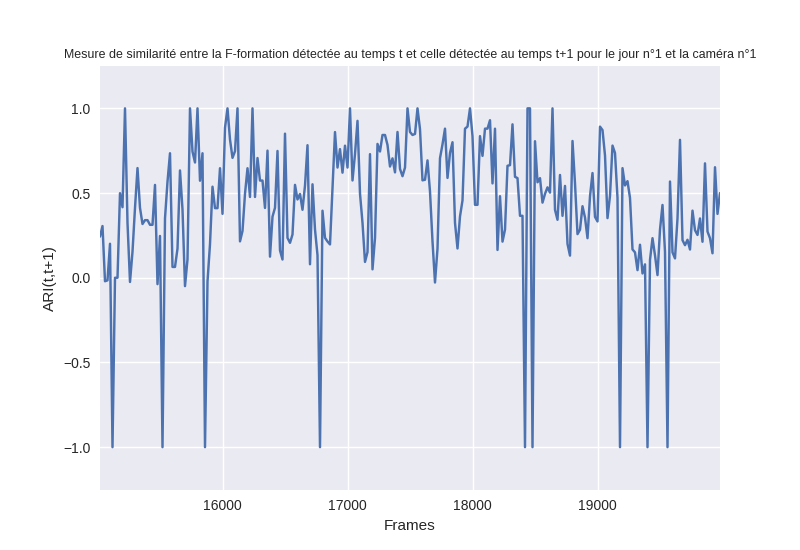 Mesure de similarité entre la F-formation détectée au temps t et celle détectée au temps t+1 pour le jour n°1 et la caméra n°1
1.0
0.5
0.0
−0.5
−1.0
ARI(t,t+1)
16000 17000 18000 19000
Frames